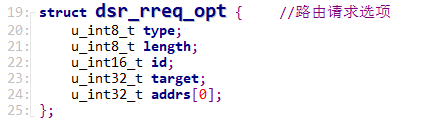 19: struct dsr_rreq_opt {    //路由请求选项
20:     u_int8_t type;
21:     u_int8_t length;
22:     u_int16_t id;
23:     u_int32_t target;
24:     u_int32_t addrs[0];
25: };